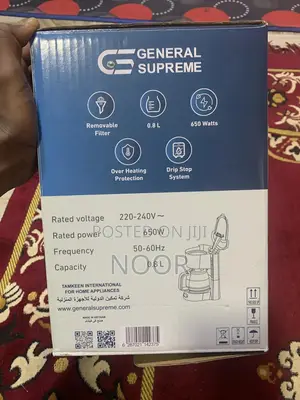 GS GENERAL
SUPREME
Removable
Filter
0.8 L
650 Watts
Over Heating
Protection
Drip Stop
System
Rated voltage 220-240V~
POSTED ON JIJI
Rated power 650W
Frequency 50-60Hz
NOOR
Capacity 0.8 L
TAMKEEN INTERNATIONAL
FOR HOME APPLIANCES
شركة تمكين الدولية للأجهزة المنزلية
www.generalsupreme.com